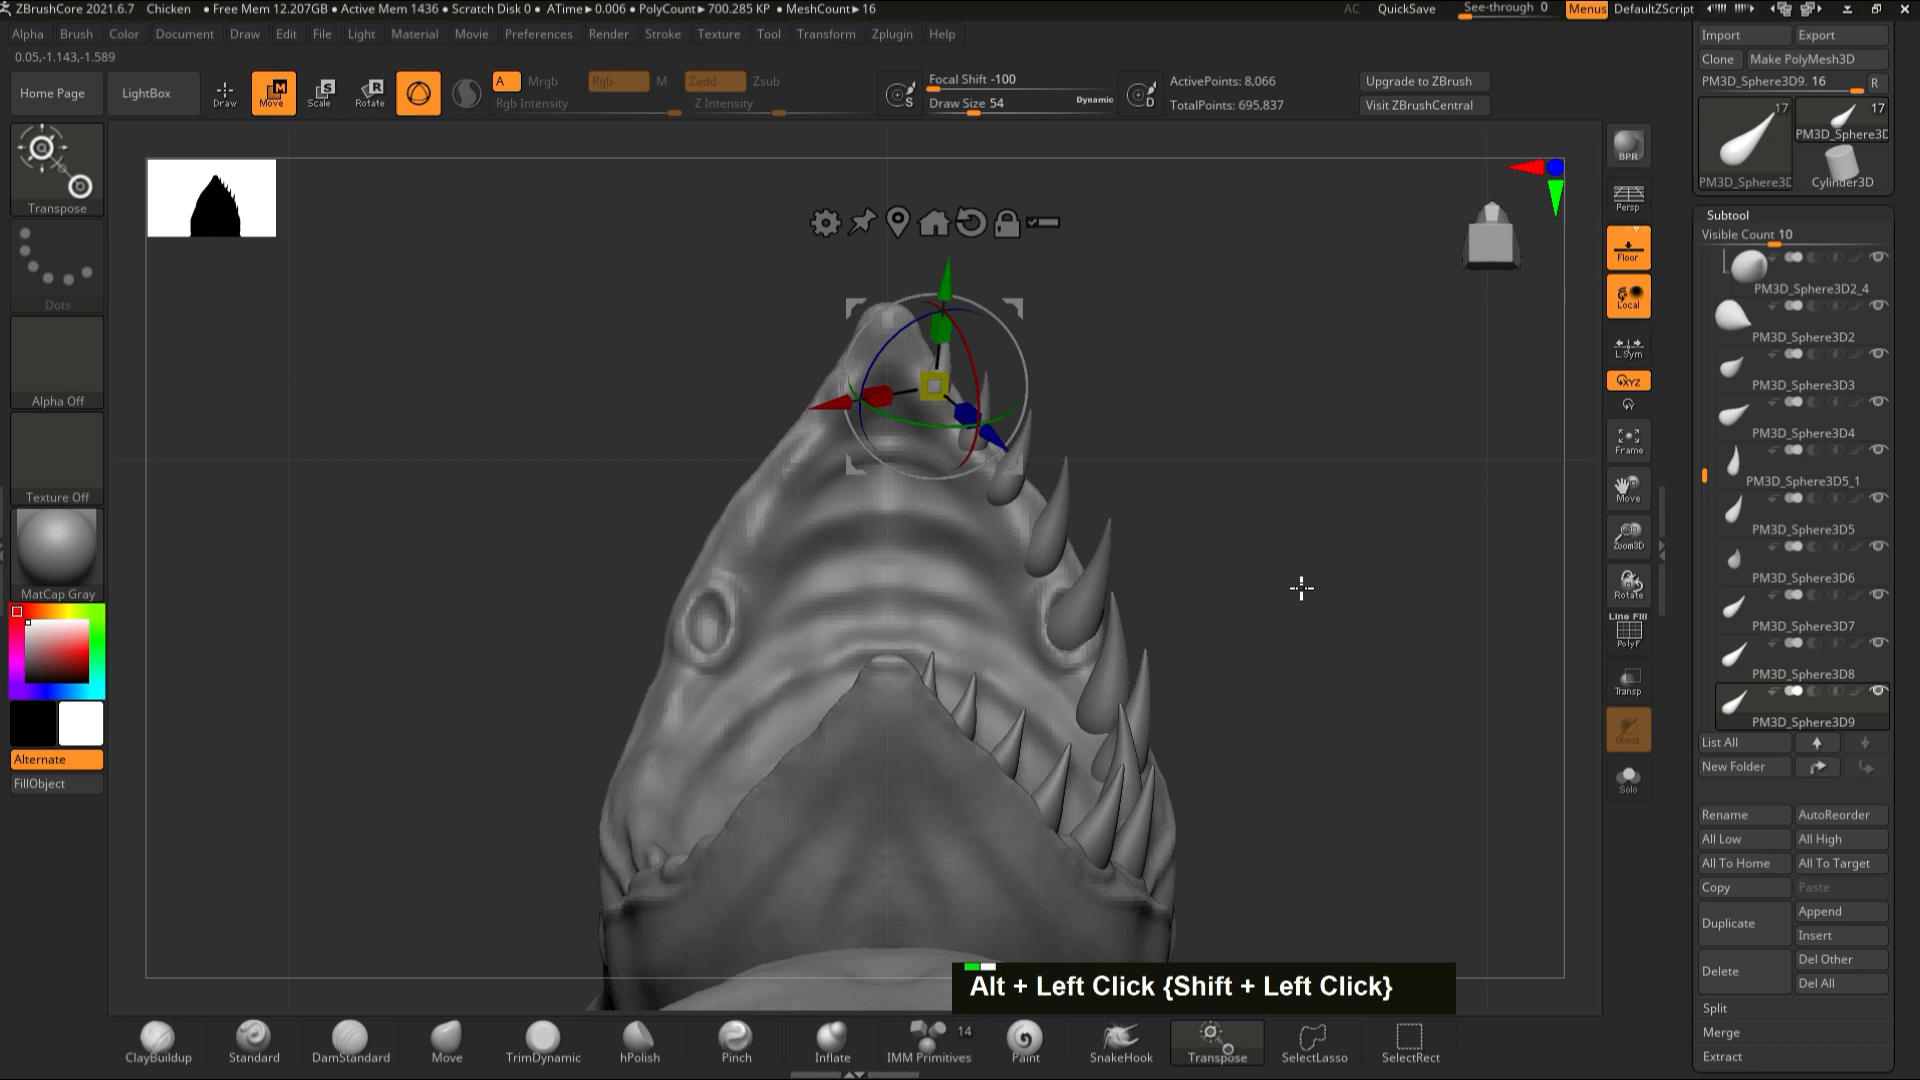 ZBrushCore 2021.6.7 Chicken • Free Mem 12.207GB • Active Mem 1436 • Scratch Disk 0 • ATime▸0.006 • PolyCount▸700.285 KP • MeshCount▸16 AC QuickSave See-through 0 Menus DefaultZScript
Alpha Brush Color Document Draw Edit File Light Material Movie Preferences Render Stroke Texture Tool Transform Zplugin Help
0.05,-1.143,-1.589
Home Page LightBox Draw Move Scale Rotate
A Mrgb Rgb M Zadd Zsub
Rgb Intensity Z Intensity
Focal Shift -100
Draw Size 54 Dynamic
S D
ActivePoints: 8,066
TotalPoints: 695,837
Upgrade to ZBrush
Visit ZBrushCentral
Import Export
Clone Make PolyMesh3D
PM3D_Sphere3D9. 16 R
17 17
PM3D_Sphere3D
PM3D_Sphere3D Cylinder3D
Transpose
Dots
Alpha Off
Texture Off
MatCap Gray
Alternate
FillObject
BPR
Persp
Floor
Local
L.Sym
XYZ
Y
Frame
Move
Zoom3D
Rotate
Line Fill
PolyF
Transp
Ghost
Solo
Subtool
Visible Count 10
PM3D_Sphere3D2_4
PM3D_Sphere3D2
PM3D_Sphere3D3
PM3D_Sphere3D4
PM3D_Sphere3D5_1
PM3D_Sphere3D5
PM3D_Sphere3D6
PM3D_Sphere3D7
PM3D_Sphere3D8
PM3D_Sphere3D9
List All
New Folder
Rename AutoReorder
All Low All High
All To Home All To Target
Copy Paste
Duplicate Append
Insert
Delete Del Other
Del All
Split
Merge
Extract
Alt + Left Click {Shift + Left Click}
ClayBuildup Standard DamStandard Move TrimDynamic hPolish Pinch Inflate IMM Primitives 14 Paint SnakeHook Transpose SelectLasso SelectRect